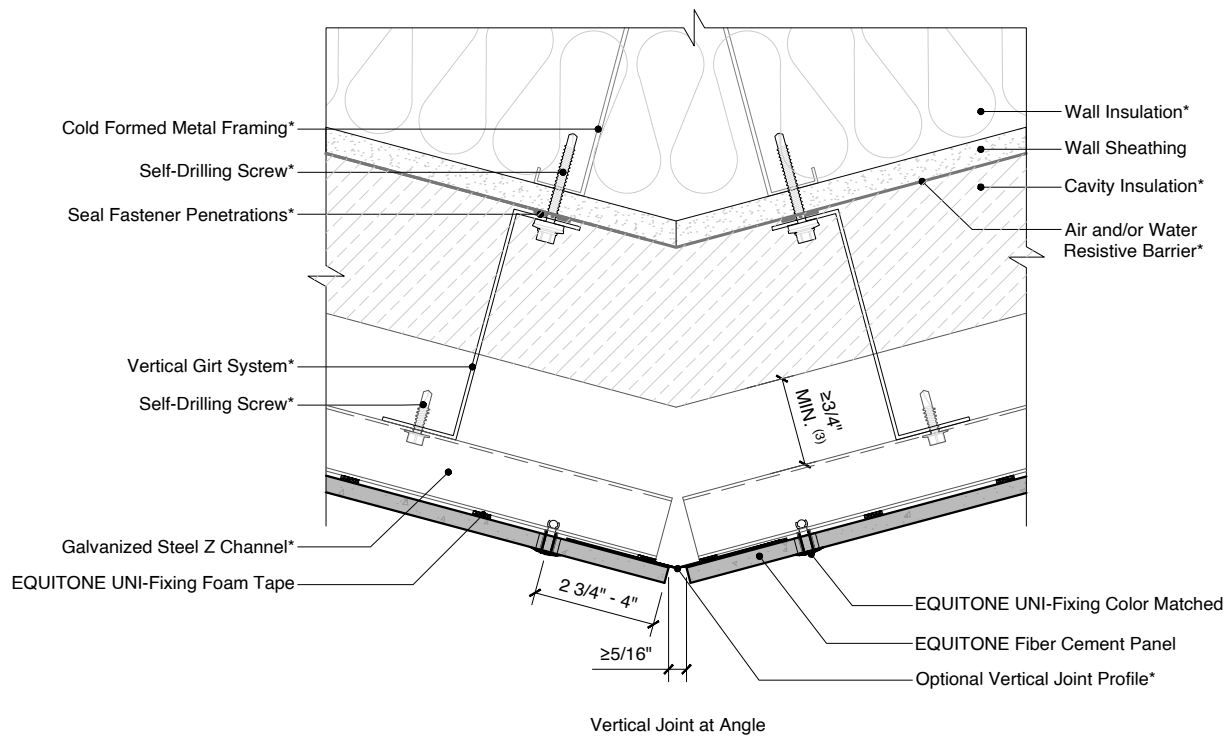 Cold Formed Metal Framing*
Self-Drilling Screw*
Seal Fastener Penetrations*
Vertical Girt System*
Self-Drilling Screw*
Galvanized Steel Z Channel*
EQUITONE UNI-Fixing Foam Tape
Wall Insulation*
Wall Sheathing
Cavity Insulation*
Air and/or Water
Resistive Barrier*
≥3/4"
MIN. (3)
2 3/4" - 4"
≥5/16"
EQUITONE UNI-Fixing Color Matched
EQUITONE Fiber Cement Panel
Optional Vertical Joint Profile*
Vertical Joint at Angle